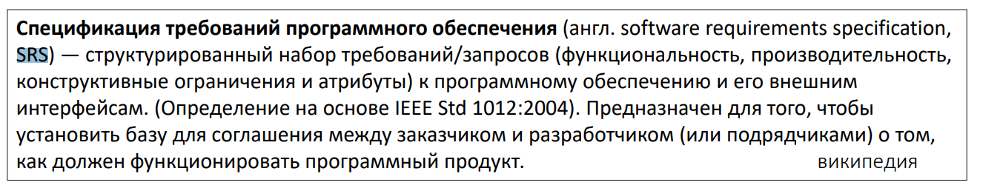 Спецификация требований программного обеспечения (англ. software requirements specification,
SRS) — структурированный набор требований/запросов (функциональность, производительность,
конструктивные ограничения и атрибуты) к программному обеспечению и его внешним
интерфейсам. (Определение на основе IEEE Std 1012:2004). Предназначен для того, чтобы
установить базу для соглашения между заказчиком и разработчиком (или подрядчиками) о том,
как должен функционировать программный продукт. википедия